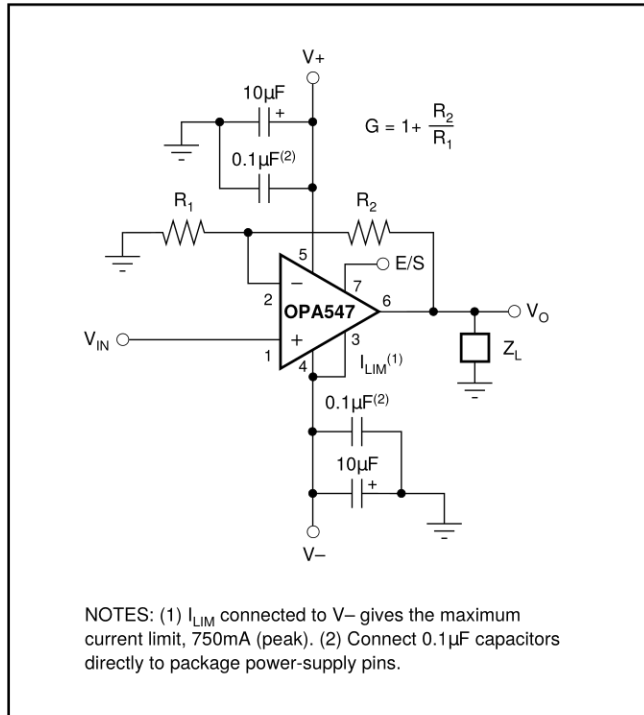 V+
10µF
+
G = 1+ R2/R1
0.1µF(2)
R1
R2
5
E/S
2
–
7
6
OPA547
VO
VIN
+
1
3
4
ILIM(1)
ZL
0.1µF(2)
10µF
+
V–
NOTES: (1) ILIM connected to V– gives the maximum
current limit, 750mA (peak). (2) Connect 0.1µF capacitors
directly to package power-supply pins.